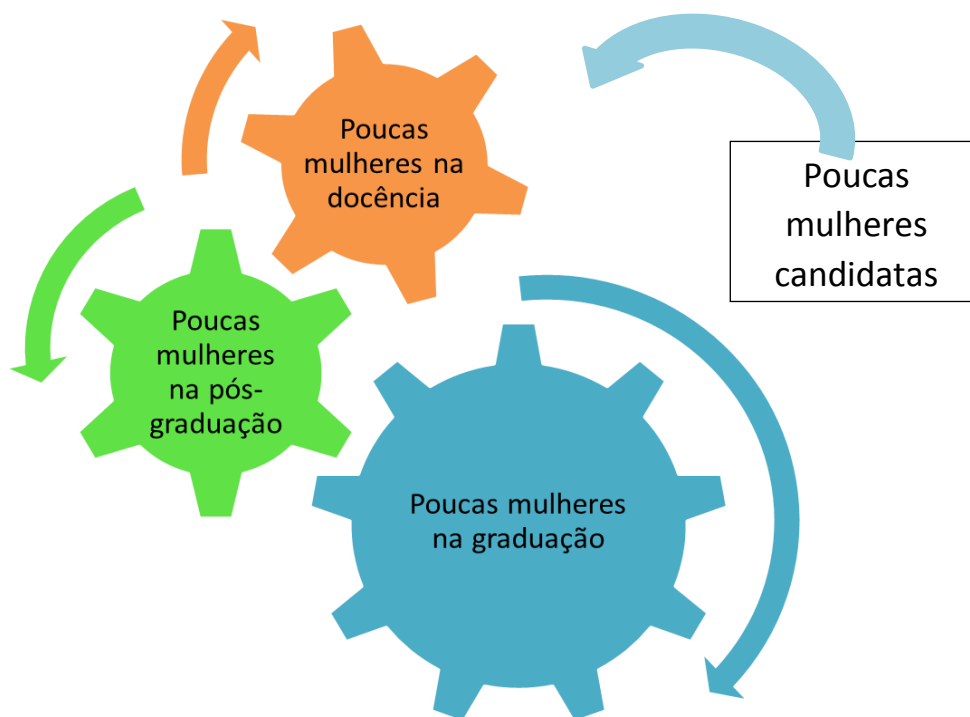 Poucas
mulheres na
docência
Poucas
mulheres
candidatas
Poucas
mulheres
na pós-
graduação
Poucas mulheres
na graduação